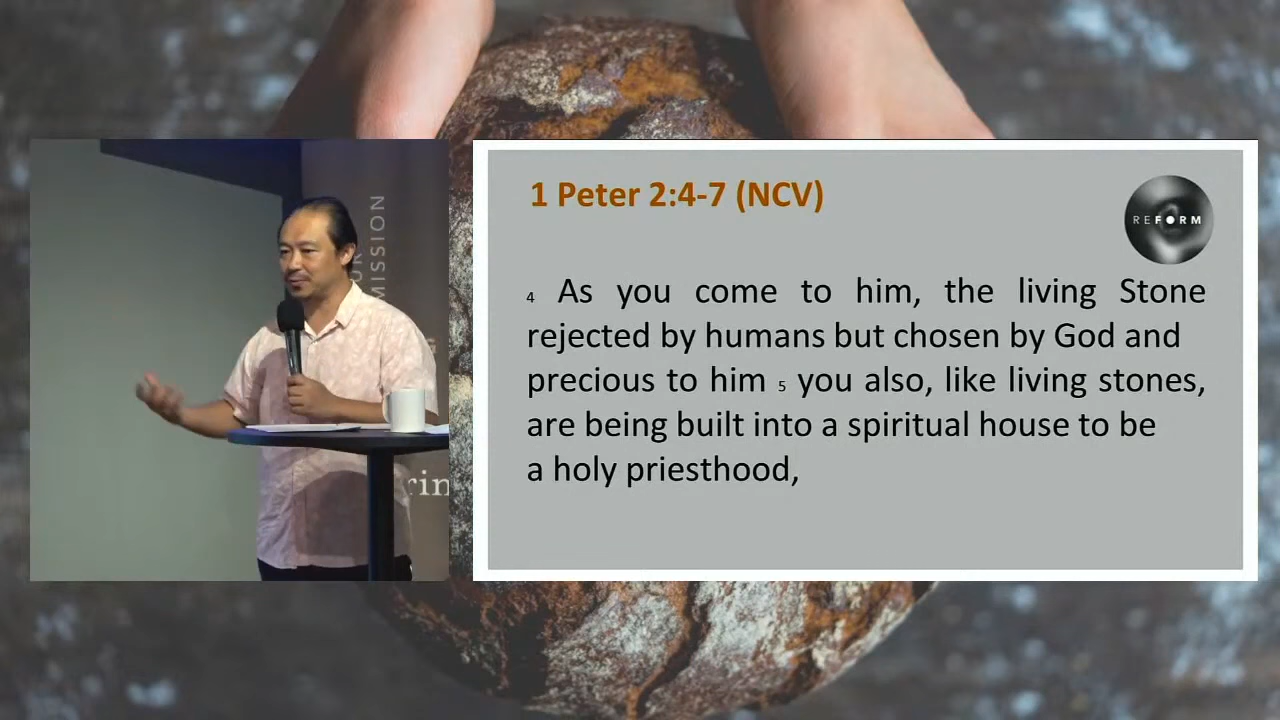 1 Peter 2:4-7 (NCV)
REFORM
4 As you come to him, the living Stone
rejected by humans but chosen by God and
precious to him 5 you also, like living stones,
are being built into a spiritual house to be
a holy priesthood,
MISSION